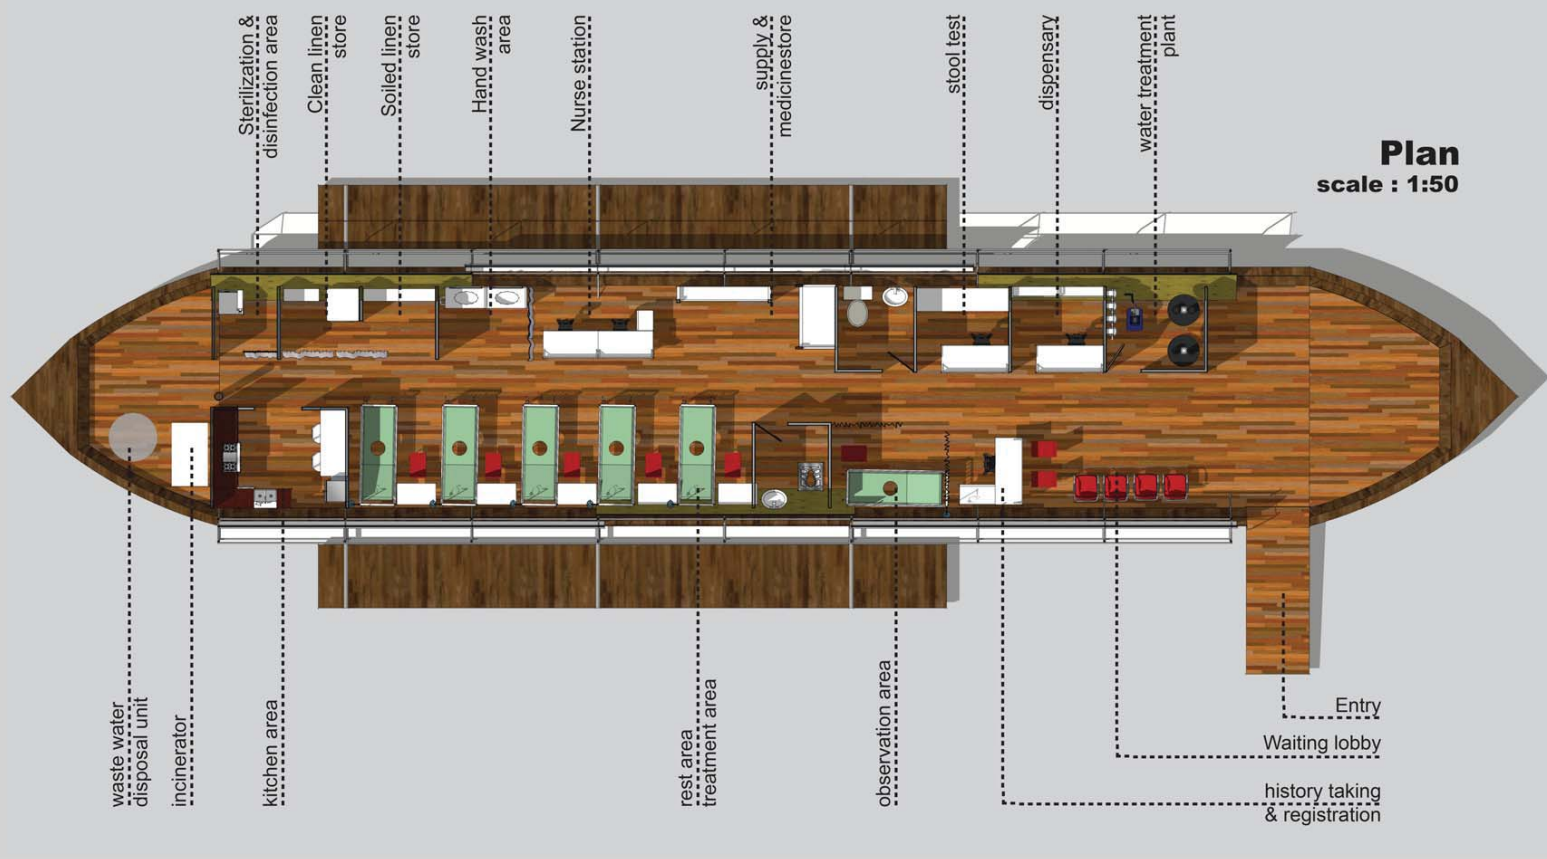 Sterilization &
disinfection area
Clean linen
store
Soiled linen
store
Hand wash
area
Nurse station
supply &
medicinestore
stool test
dispensary
water treatment
plant
Plan
scale : 1:50
waste water
disposal unit
incinerator
kitchen area
rest area
treatment area
observation area
Entry
Waiting lobby
history taking
& registration